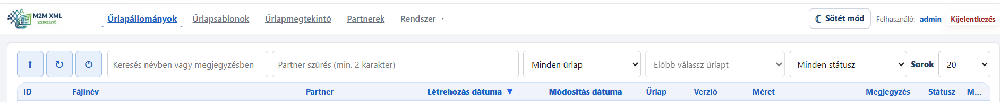 M2M XML
SZERKESZTŐ
Űrlapállományok Űrlapsablonok Űrlapmegtekintő Partnerek Rendszer
Sötét mód Felhasználó: admin Kijelentkezés
Keresés névben vagy megjegyzésben Partner szűrés (min. 2 karakter) Minden űrlap Előbb válassz űrlapt Minden státusz Sorok 20
ID Fájlnév Partner Létrehozás dátuma ▼ Módosítás dátuma Űrlap Verzió Méret Megjegyzés Státusz M...